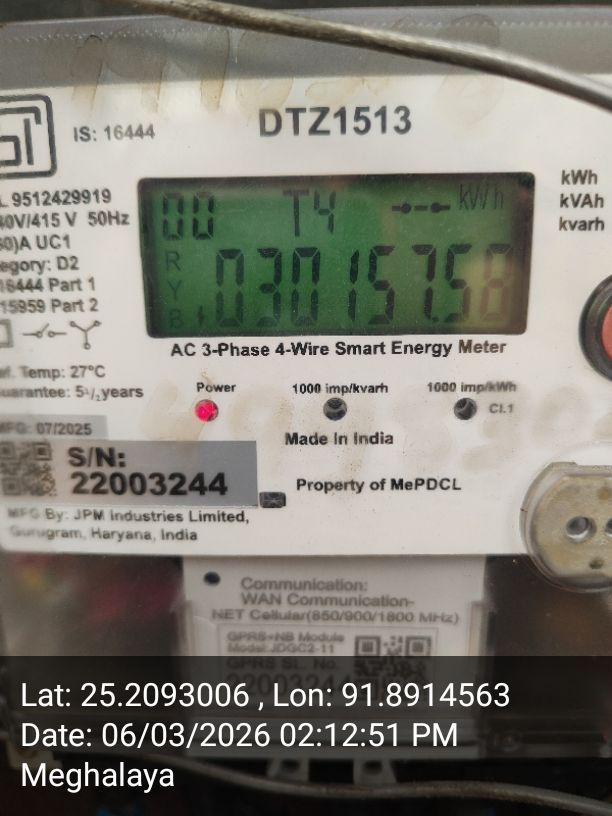 IS: 16444
DTZ1513
kWh
kVAh
kvarh
9512429919
V/415 V 50Hz
)A UC1
egory: D2
16444 Part 1
15959 Part 2
Temp: 27°C
uarantee: 5½ years
MFG: 07/2025
00 T4 kWh
R
Y
B
030157.58
AC 3-Phase 4-Wire Smart Energy Meter
Power
1000 imp/kvarh
1000 imp/kWh
Cl.1
Made In India
S/N:
22003244
Property of MePDCL
MFG By: JPM Industries Limited,
Gurugram, Haryana, India
Communication:
WAN Communication-
NET Cellular(850/900/1800 MHz)
GPRS+NB Module
Model: JDGC2-11
GPRS SL. No.
Lat: 25.2093006 , Lon: 91.8914563
Date: 06/03/2026 02:12:51 PM
Meghalaya